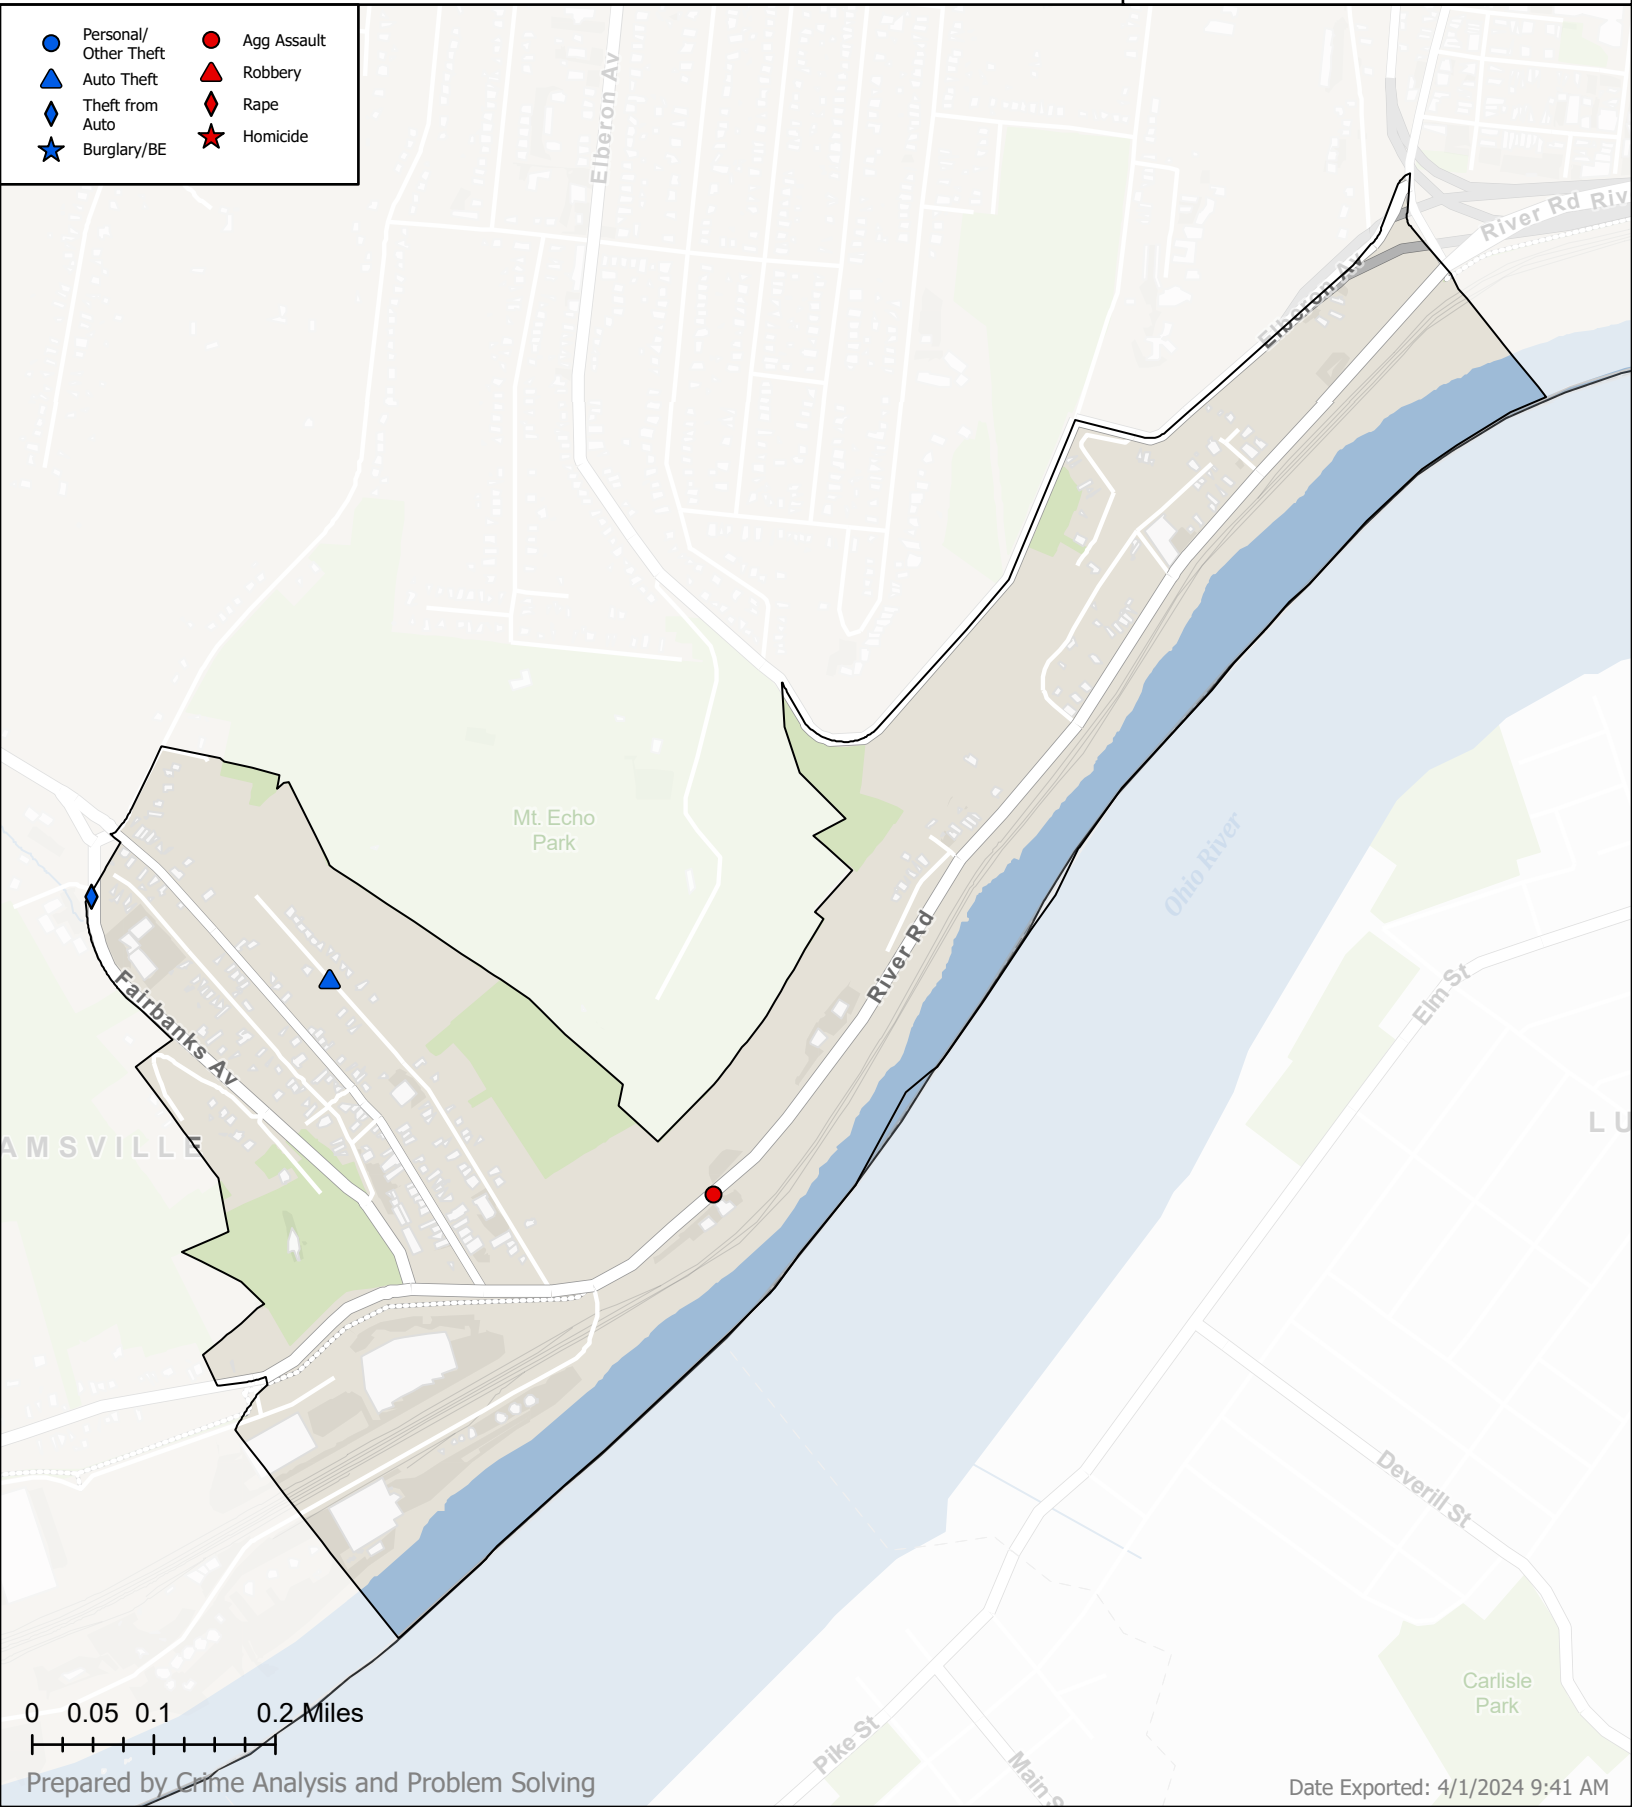 Personal/
Other Theft
Auto Theft
Theft from
Auto
Burglary/BE
Agg Assault
Robbery
Rape
Homicide
Elberon Av
River Rd Riv
Elberon Av
Mt. Echo
Park
Ohio River
River Rd
Fairbanks Av
Elm St
AMSVILLE
LU
Deverill St
Carlisle
Park
Pike St
Main S
0 0.05 0.1 0.2 Miles
Prepared by Crime Analysis and Problem Solving
Date Exported: 4/1/2024 9:41 AM